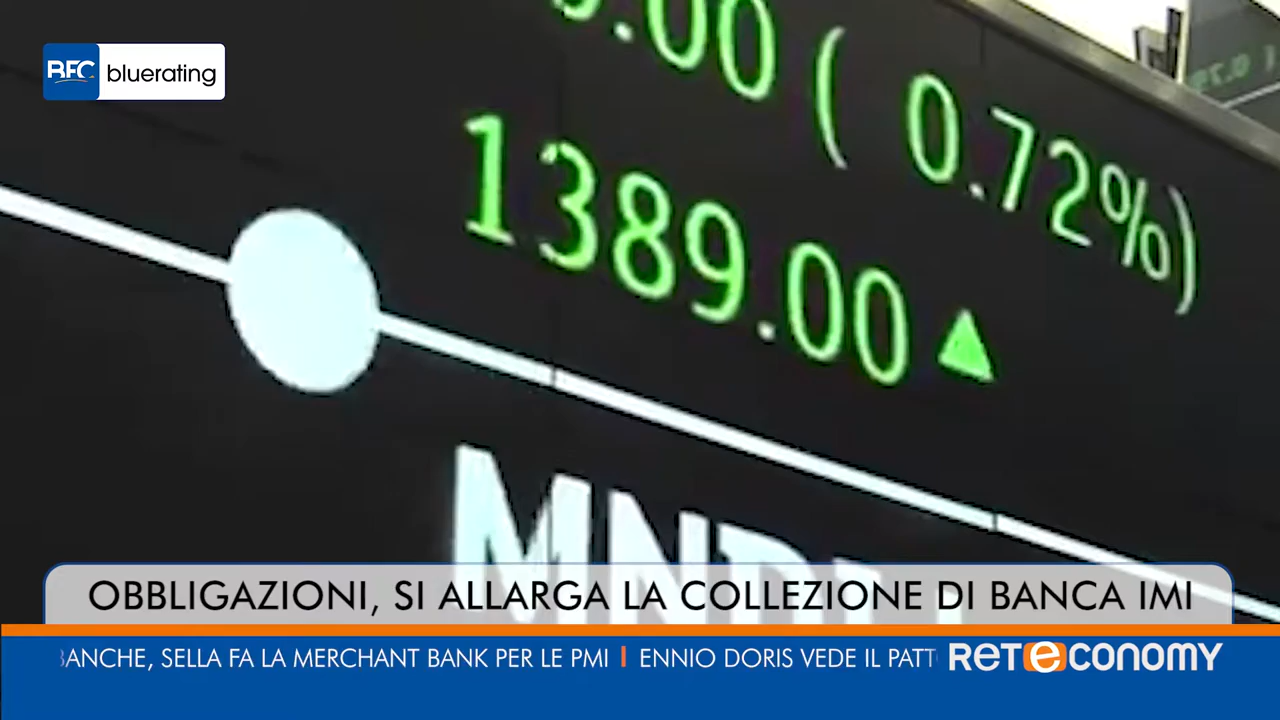 BFC bluerating
.00 ( 0.72%)
1389.00▲
OBBLIGAZIONI, SI ALLARGA LA COLLEZIONE DI BANCA IMI
BANCHE, SELLA FA LA MERCHANT BANK PER LE PMI | ENNIO DORIS VEDE IL PATT
RETeCONOMY